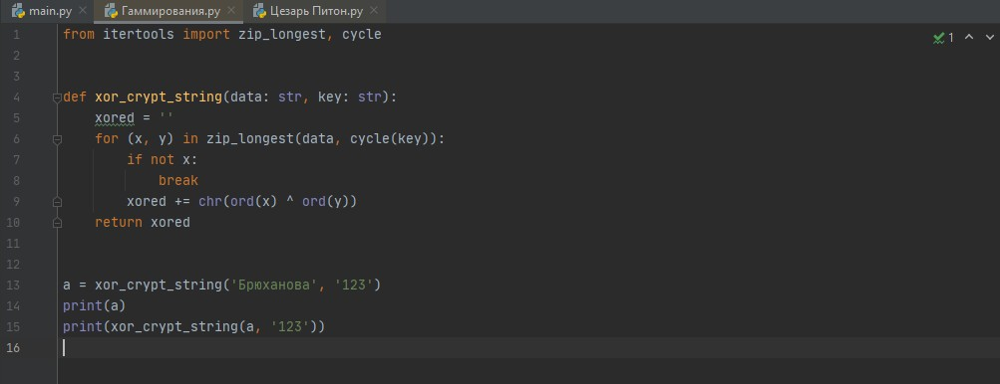 main.py Гаммирования.py Цезарь Питон.py
1 from itertools import zip_longest, cycle
1
2
3
4 def xor_crypt_string(data: str, key: str):
5 xored = ''
6 for (x, y) in zip_longest(data, cycle(key)):
7 if not x:
8 break
9 xored += chr(ord(x) ^ ord(y))
10 return xored
11
12
13 a = xor_crypt_string('Брюханова', '123')
14 print(a)
15 print(xor_crypt_string(a, '123'))
16